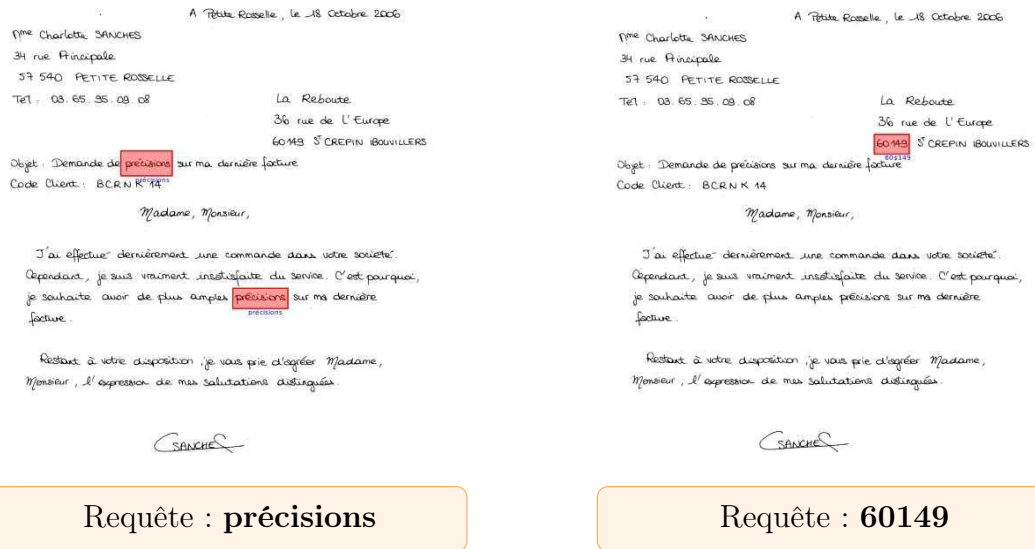 A Petite Rosselle, le 18 Octobre 2006
Mme Charlotte SANCHES
34 rue Principale
57 540 PETITE ROSSELLE
Tel : 03.65.35.09.08
La Reboute
36 rue de l'Europe
60149 St CREPIN IBOUVILLERS
Objet : Demande de précisions sur ma dernière facture
précisions
Code Client : BCRNK 14
Madame, Monsieur,
J'ai effectué dernièrement une commande dans votre société.
Cependant, je suis vraiment insatisfaite du service. C'est pourquoi,
je souhaite avoir de plus amples précisions sur ma dernière
précisions
facture.
Restant à votre disposition, je vous prie d'agréer Madame,
Monsieur, l'expression de mes salutations distinguées.
SANCHES
Requête : précisions
A Petite Rosselle, le 18 Octobre 2006
Mme Charlotte SANCHES
34 rue Principale
57 540 PETITE ROSSELLE
Tel : 03.65.35.09.08
La Reboute
36 rue de l'Europe
60149 St CREPIN IBOUVILLERS
60s149
Objet : Demande de précisions sur ma dernière facture
Code Client : BCRNK 14
Madame, Monsieur,
J'ai effectué dernièrement une commande dans votre société.
Cependant, je suis vraiment insatisfaite du service. C'est pourquoi,
je souhaite avoir de plus amples précisions sur ma dernière
facture.
Restant à votre disposition, je vous prie d'agréer Madame,
Monsieur, l'expression de mes salutations distinguées.
SANCHES
Requête : 60149